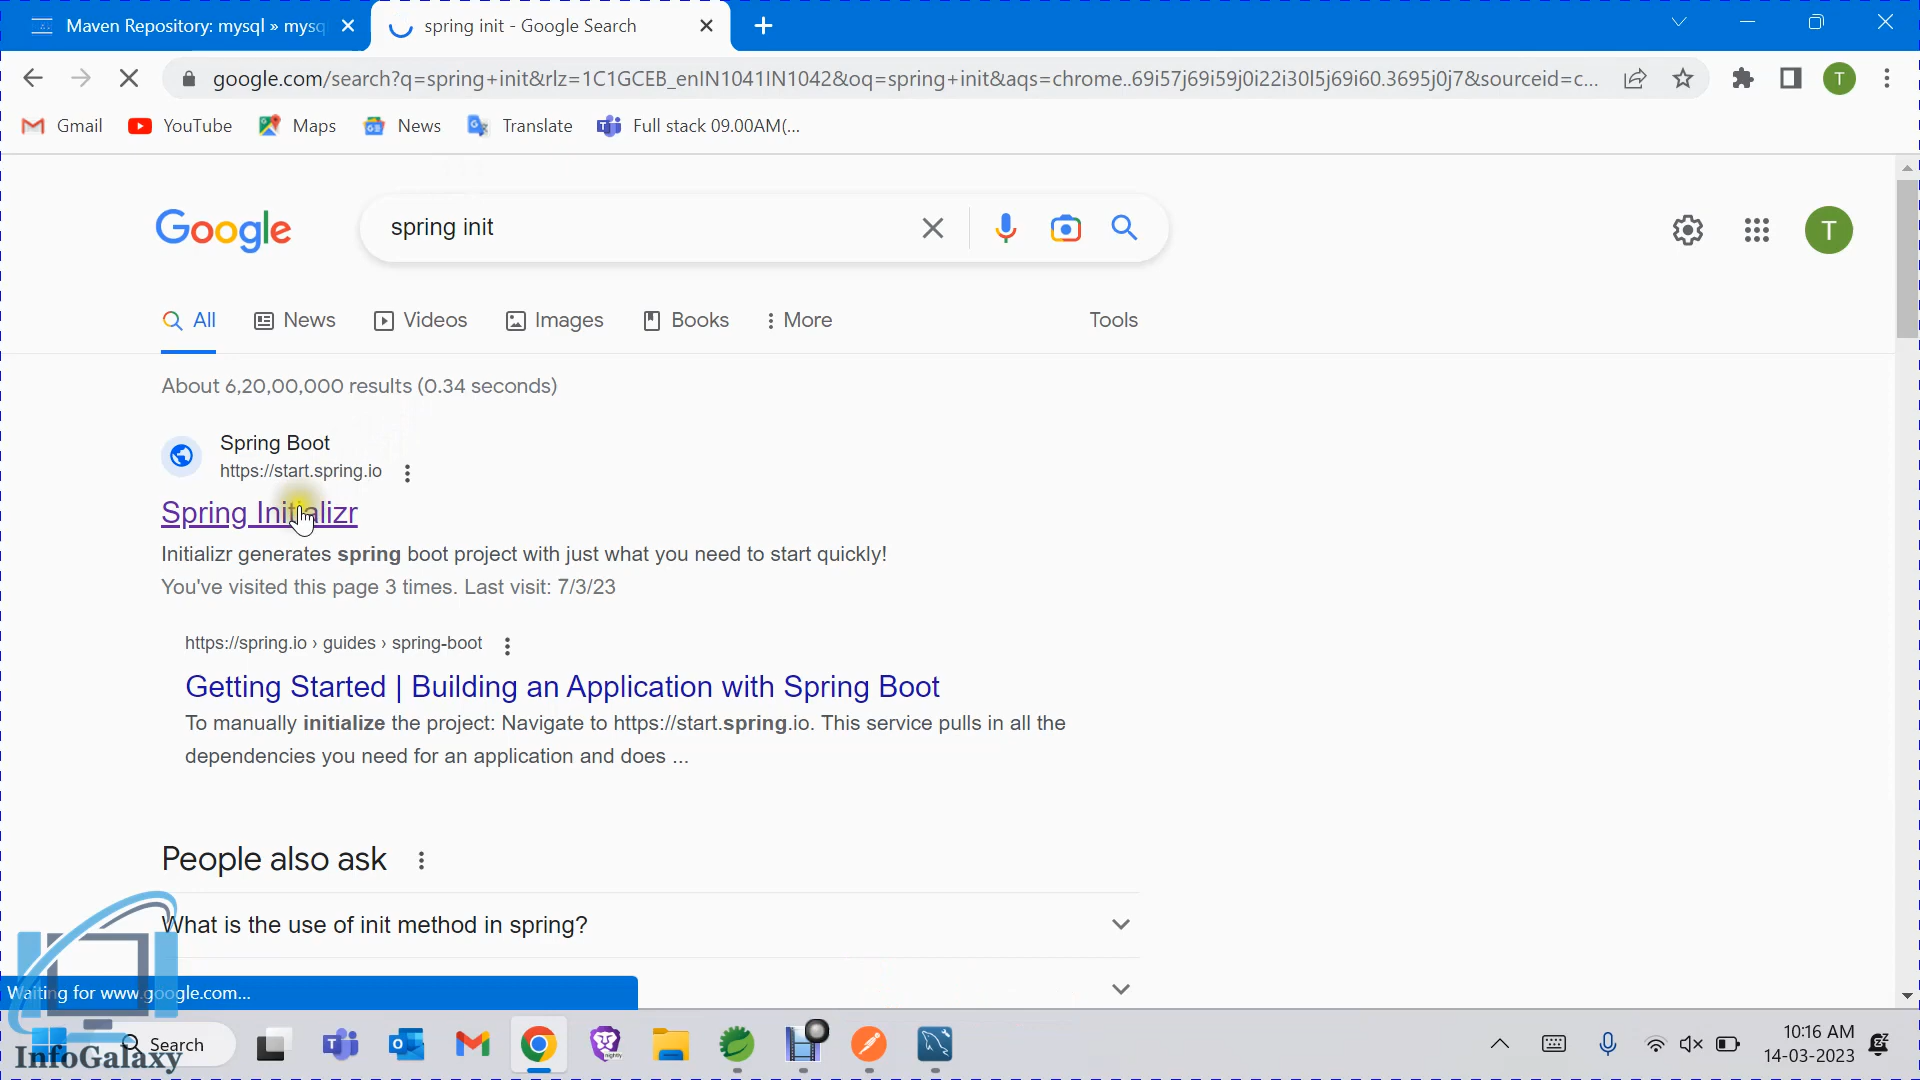 Maven Repository: mysql » mysq
spring init - Google Search
google.com/search?q=spring+init&rlz=1C1GCEB_enIN1041IN1042&oq=spring+init&aqs=chrome..69i57j69i59j0i22i30l5j69i60.3695j0j7&sourceid=c...
T
Gmail
YouTube
Maps
News
Translate
Full stack 09.00AM(...
Google
spring init
T
All
News
Videos
Images
Books
More
Tools
About 6,20,00,000 results (0.34 seconds)
Spring Boot
https://start.spring.io
Spring Initializr
Initializr generates spring boot project with just what you need to start quickly!
You've visited this page 3 times. Last visit: 7/3/23
https://spring.io › guides › spring-boot
Getting Started | Building an Application with Spring Boot
To manually initialize the project: Navigate to https://start.spring.io. This service pulls in all the
dependencies you need for an application and does ...
People also ask
What is the use of init method in spring?
Waiting for www.google.com...
InfoGalaxy
Search
10:16 AM
14-03-2023